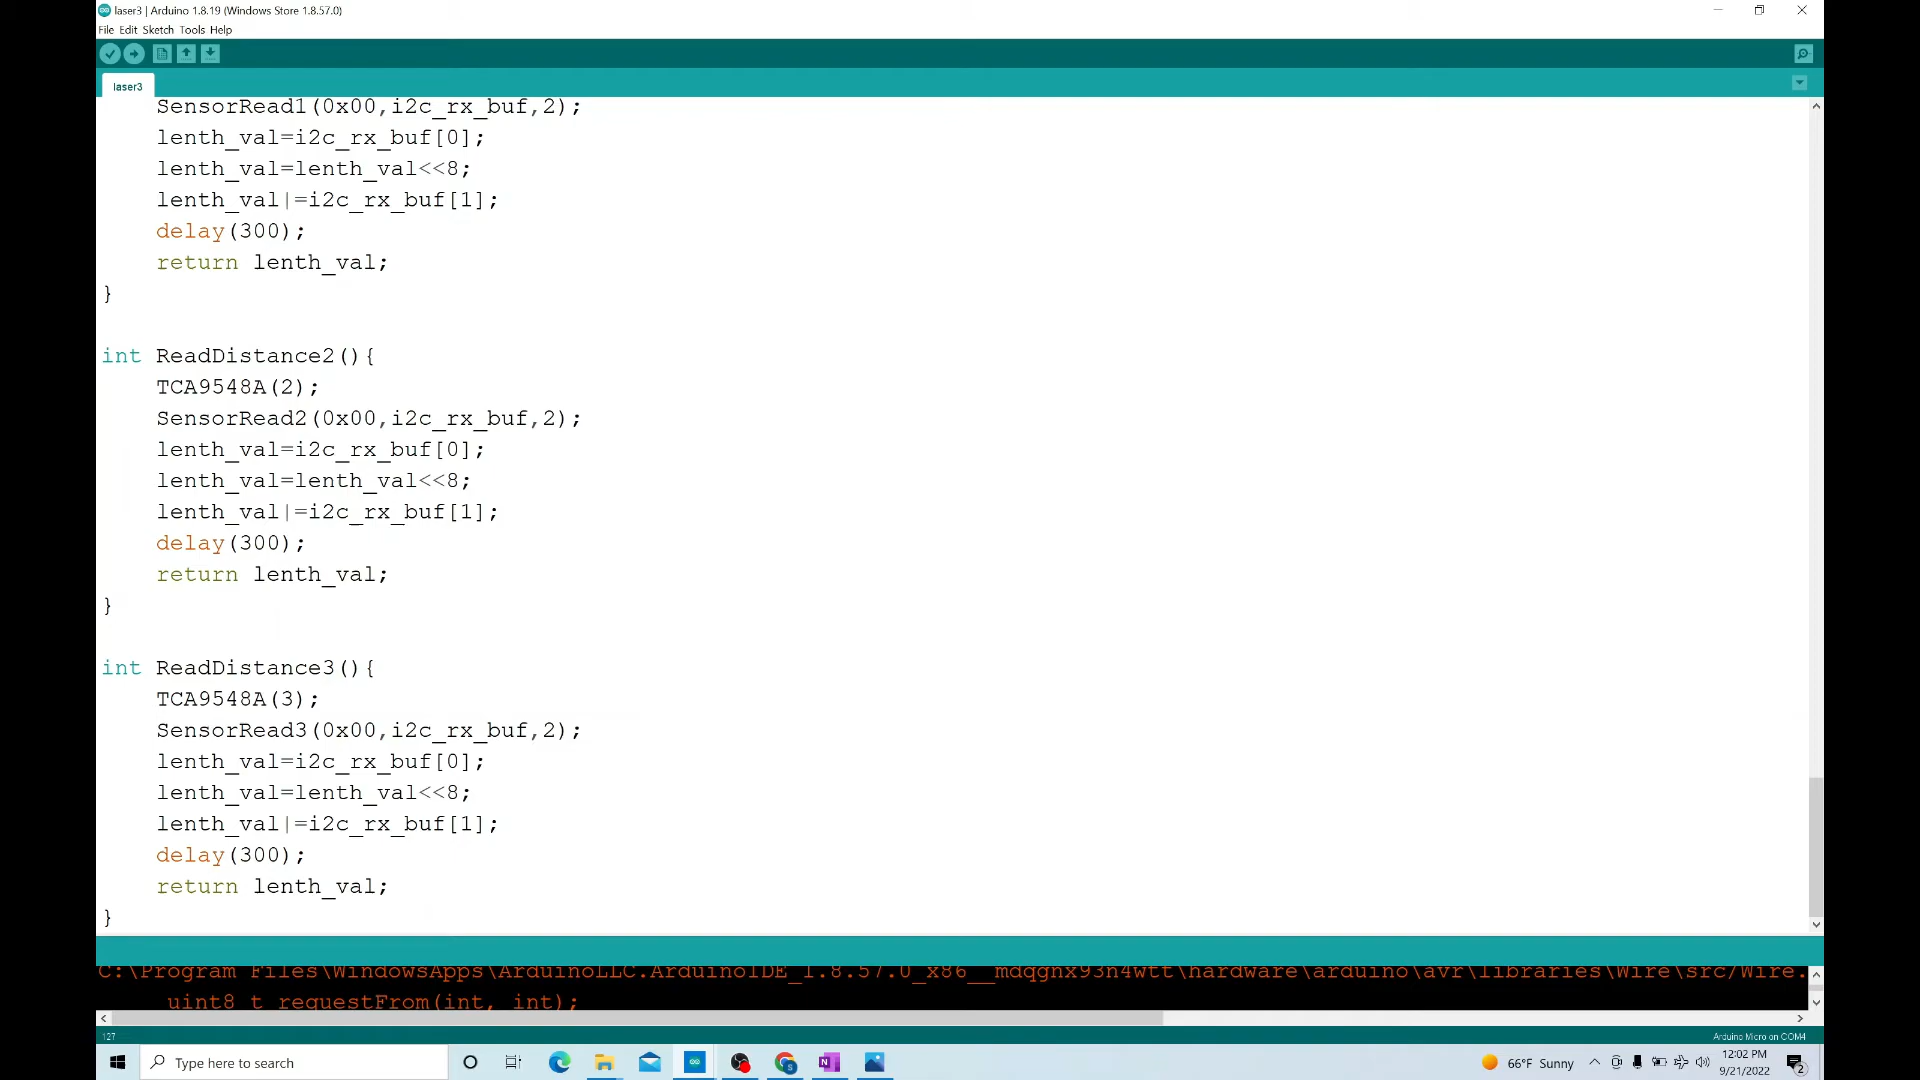 laser3 | Arduino 1.8.19 (Windows Store 1.8.57.0)
File Edit Sketch Tools Help
laser3
SensorRead1(0x00,i2c_rx_buf,2);
lenth_val=i2c_rx_buf[0];
lenth_val=lenth_val<<8;
lenth_val|=i2c_rx_buf[1];
delay(300);
return lenth_val;
}
int ReadDistance2(){
TCA9548A(2);
SensorRead2(0x00,i2c_rx_buf,2);
lenth_val=i2c_rx_buf[0];
lenth_val=lenth_val<<8;
lenth_val|=i2c_rx_buf[1];
delay(300);
return lenth_val;
}
int ReadDistance3(){
TCA9548A(3);
SensorRead3(0x00,i2c_rx_buf,2);
lenth_val=i2c_rx_buf[0];
lenth_val=lenth_val<<8;
lenth_val|=i2c_rx_buf[1];
delay(300);
return lenth_val;
}
C:\Program Files\WindowsApps\ArduinoLLC.ArduinoIDE_1.8.57.0_x86__mdqgnx93n4wtt\hardware\arduino\avr\libraries\Wire\src/Wire.
uint8_t requestFrom(int, int);
127
Arduino Micro on COM4
Type here to search
66°F Sunny
12:02 PM
9/21/2022
2